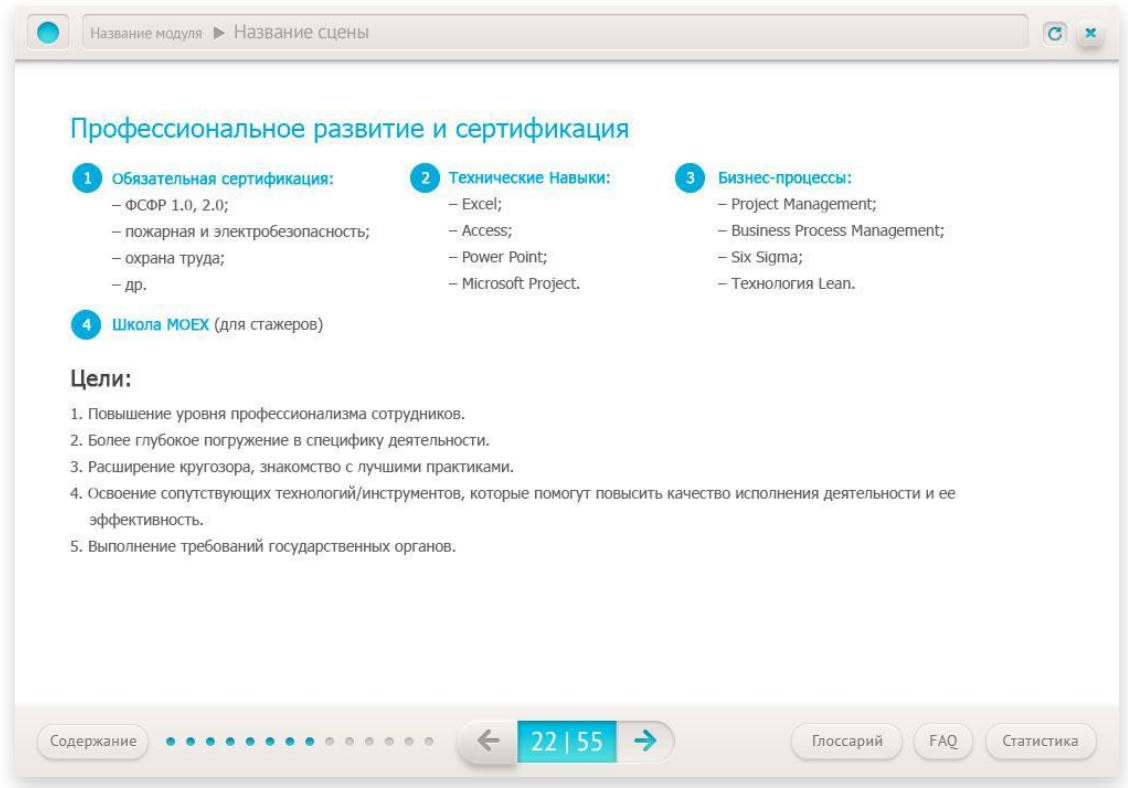 Название модуля ▶ Название сцены
Профессиональное развитие и сертификация
1 Обязательная сертификация:
– ФСФР 1.0, 2.0;
– пожарная и электробезопасность;
– охрана труда;
– др.
2 Технические Навыки:
– Excel;
– Access;
– Power Point;
– Microsoft Project.
3 Бизнес-процессы:
– Project Management;
– Business Process Management;
– Six Sigma;
– Технология Lean.
4 Школа MOEX (для стажеров)
Цели:
1. Повышение уровня профессионализма сотрудников.
2. Более глубокое погружение в специфику деятельности.
3. Расширение кругозора, знакомство с лучшими практиками.
4. Освоение сопутствующих технологий/инструментов, которые помогут повысить качество исполнения деятельности и ее
эффективность.
5. Выполнение требований государственных органов.
Содержание
22 | 55
Глоссарий
FAQ
Статистика